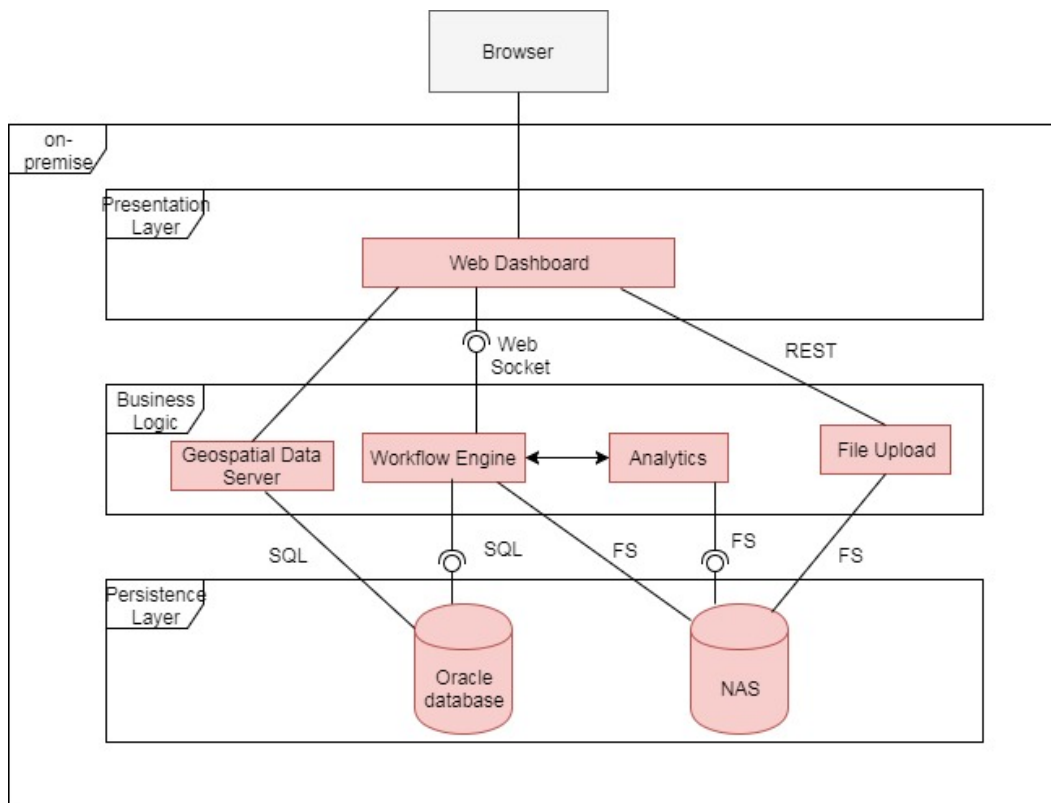 Browser
on-
premise
Presentation
Layer
Web Dashboard
Web
Socket
REST
Business
Logic
Geospatial Data
Server
Workflow Engine
Analytics
File Upload
SQL
SQL
FS
FS
FS
Persistence
Layer
Oracle
database
NAS